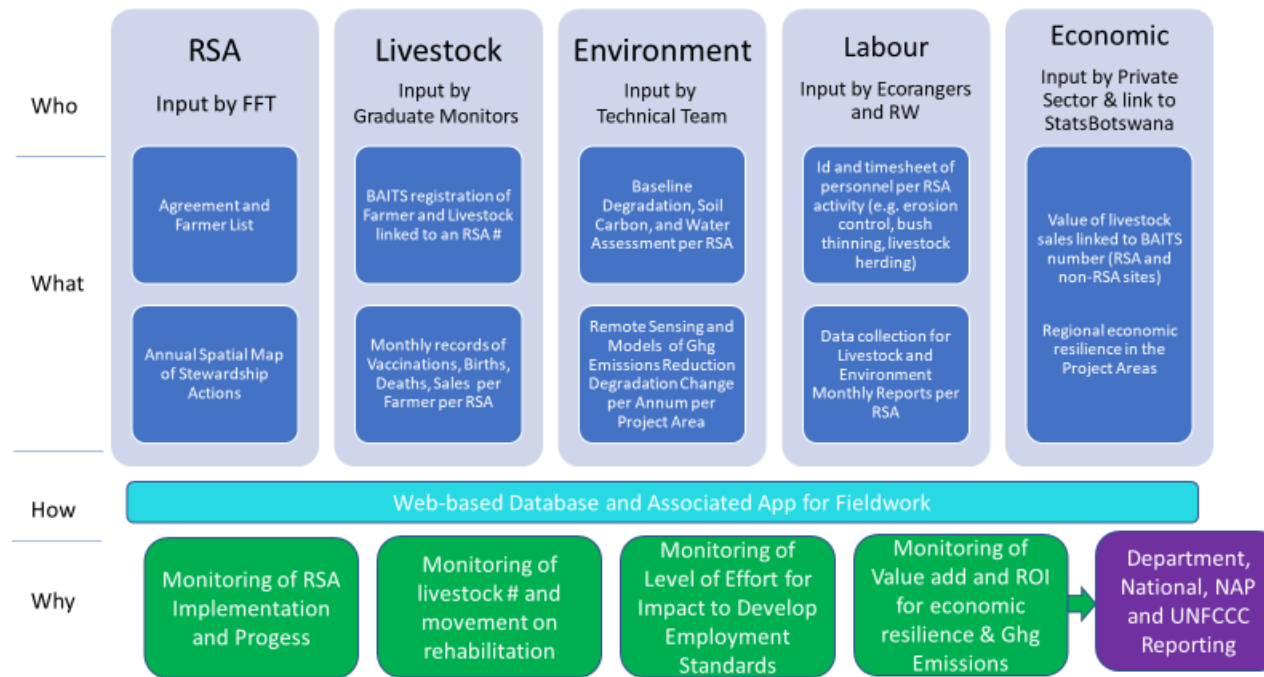 RSA
Input by FFT
Livestock
Input by
Graduate Monitors
Environment
Input by
Technical Team
Labour
Input by Ecorangers
and RW
Economic
Input by Private
Sector & link to
StatsBotswana
Who
What
Agreement and
Farmer List
BAITS registration of
Farmer and Livestock
linked to an RSA #
Baseline
Degradation, Soil
Carbon, and Water
Assessment per RSA
Id and timesheet of
personnel per RSA
activity (e.g. erosion
control, bush
thinning, livestock
herding)
Value of livestock
sales linked to BAITS
number (RSA and
non-RSA sites)
Regional economic
resilience in the
Project Areas
Annual Spatial Map
of Stewardship
Actions
Monthly records of
Vaccinations, Births,
Deaths, Sales per
Farmer per RSA
Remote Sensing and
Models of Ghg
Emissions Reduction
Degradation Change
per Annum per
Project Area
Data collection for
Livestock and
Environment
Monthly Reports per
RSA
How
Web-based Database and Associated App for Fieldwork
Why
Monitoring of RSA
Implementation
and Progess
Monitoring of
livestock # and
movement on
rehabilitation
Monitoring of
Level of Effort for
Impact to Develop
Employment
Standards
Monitoring of
Value add and ROI
for economic
resilience & Ghg
Emissions
Department,
National, NAP
and UNFCCC
Reporting